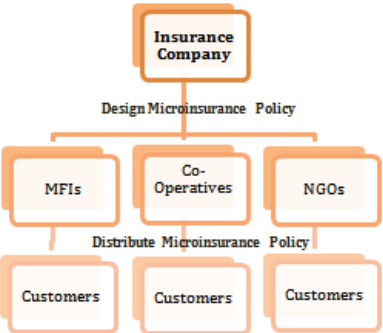 Insurance
Company
Design Microinsurance Policy
MFIs
Co-
Operatives
NGOs
Distribute Microinsurance Policy
Customers
Customers
Customers